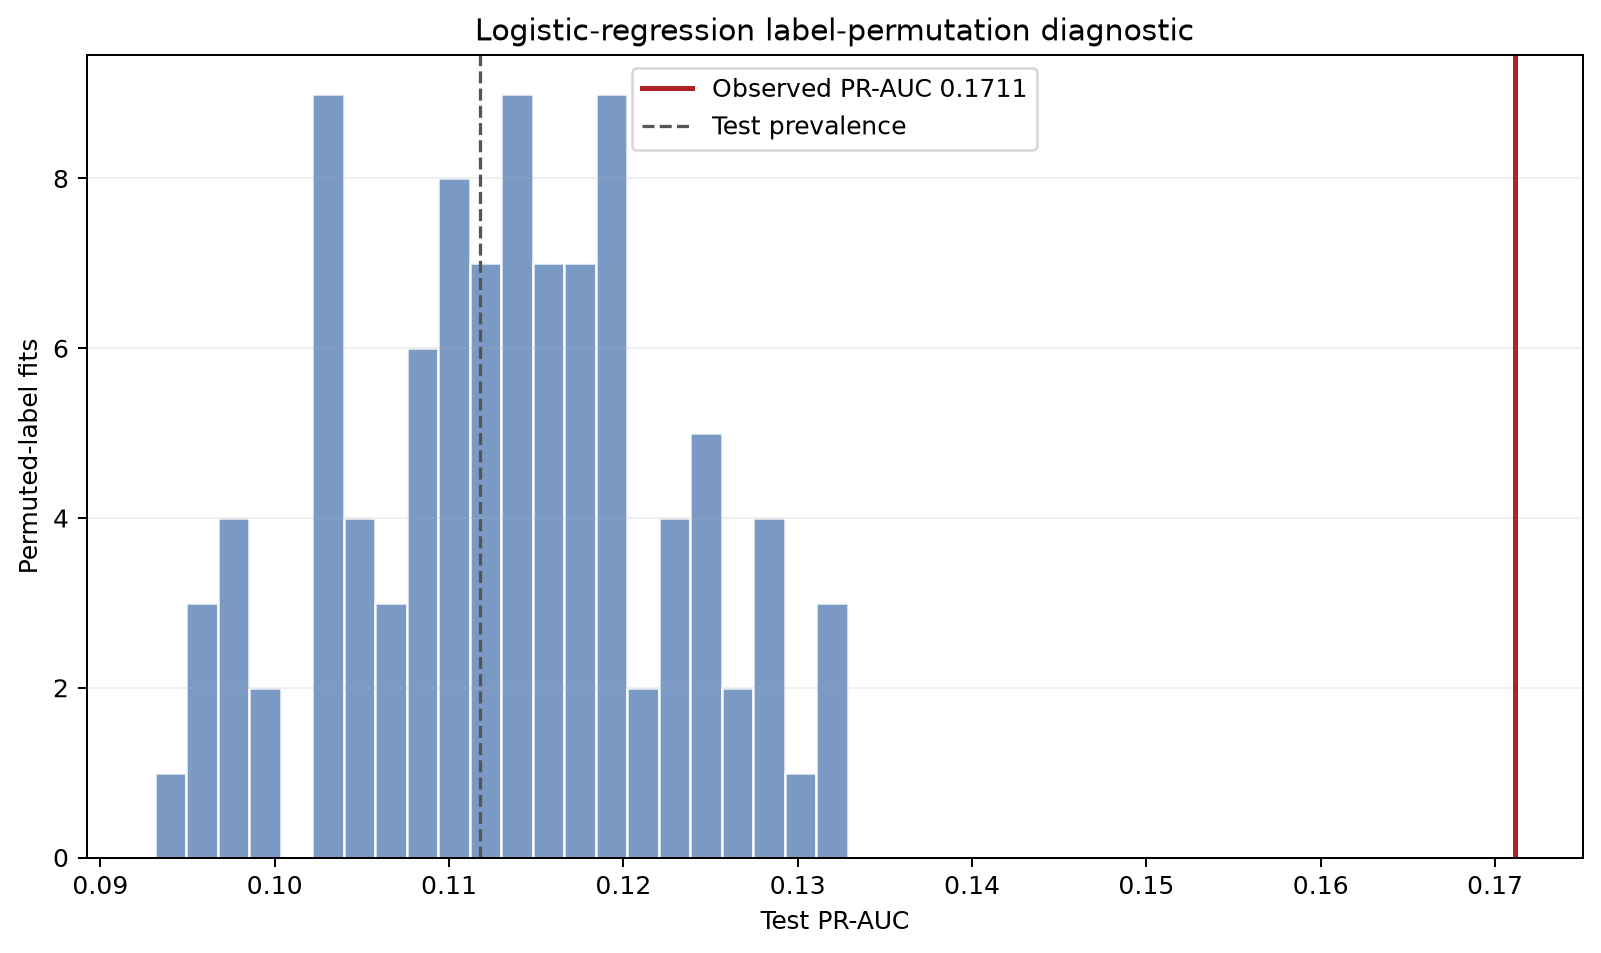 Logistic-regression label-permutation diagnostic
Observed PR-AUC 0.1711
Test prevalence
Permuted-label fits
8
6
4
2
0
0.09 0.10 0.11 0.12 0.13 0.14 0.15 0.16 0.17
Test PR-AUC